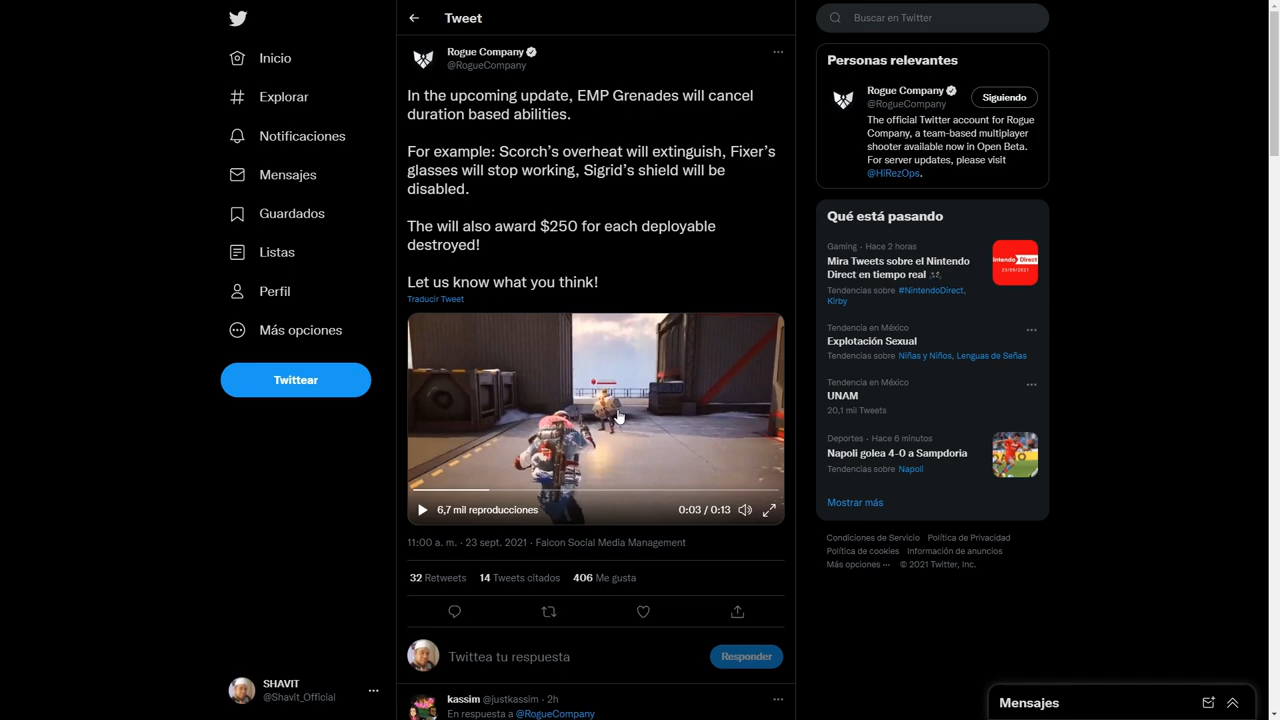 Inicio
Explorar
Notificaciones
Mensajes
Guardados
Listas
Perfil
Más opciones
Twittear
SHAVIT
@Shavit_Official
Tweet
Rogue Company
@RogueCompany
In the upcoming update, EMP Grenades will cancel
duration based abilities.
For example: Scorch's overheat will extinguish, Fixer's
glasses will stop working, Sigrid's shield will be
disabled.
The will also award $250 for each deployable
destroyed!
Let us know what you think!
Traducir Tweet
6,7 mil reproducciones
0:03 / 0:13
11:00 a. m. · 23 sept. 2021 · Falcon Social Media Management
32 Retweets 14 Tweets citados 406 Me gusta
Twittea tu respuesta
Responder
kassim @justkassim · 2h
En respuesta a @RogueCompany
Buscar en Twitter
Personas relevantes
Rogue Company
@RogueCompany
Siguiendo
The official Twitter account for Rogue
Company, a team-based multiplayer
shooter available now in Open Beta.
For server updates, please visit
@HiRezOps.
Qué está pasando
Gaming · Hace 2 horas
Mira Tweets sobre el Nintendo
Direct en tiempo real
Tendencias sobre #NintendoDirect,
Kirby
intendo Direct
23/09/2021
Tendencia en México
Explotación Sexual
Tendencias sobre Niñas y Niños, Lenguas de Señas
Tendencia en México
UNAM
20,1 mil Tweets
Deportes · Hace 6 minutos
Napoli golea 4-0 a Sampdoria
Tendencias sobre Napoli
Mostrar más
Condiciones de Servicio Política de Privacidad
Política de cookies Información de anuncios
Más opciones ··· © 2021 Twitter, Inc.
Mensajes